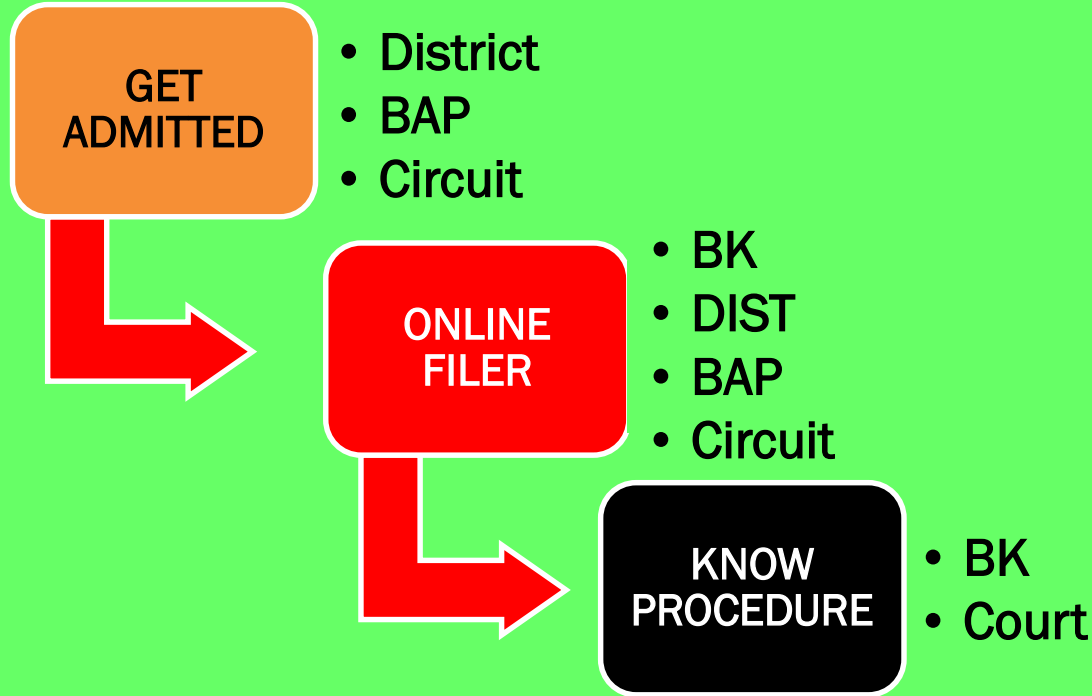 GET
ADMITTED
• District
• BAP
• Circuit
ONLINE
FILER
• BK
• DIST
• BAP
• Circuit
KNOW
PROCEDURE
• BK
• Court